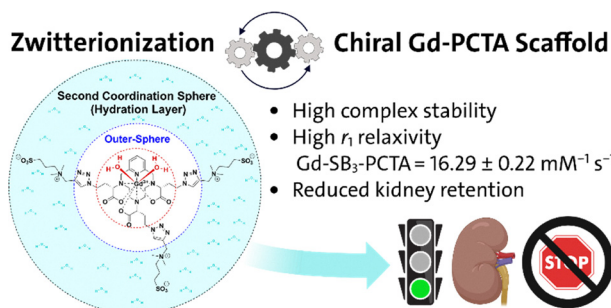 Zwitterionization
Chiral Gd-PCTA Scaffold
Second Coordination Sphere
(Hydration Layer)
Outer-Sphere
• High complex stability
• High r₁ relaxivity
Gd-SB₃-PCTA = 16.29 ± 0.22 mM⁻¹ s⁻¹
• Reduced kidney retention
STOP